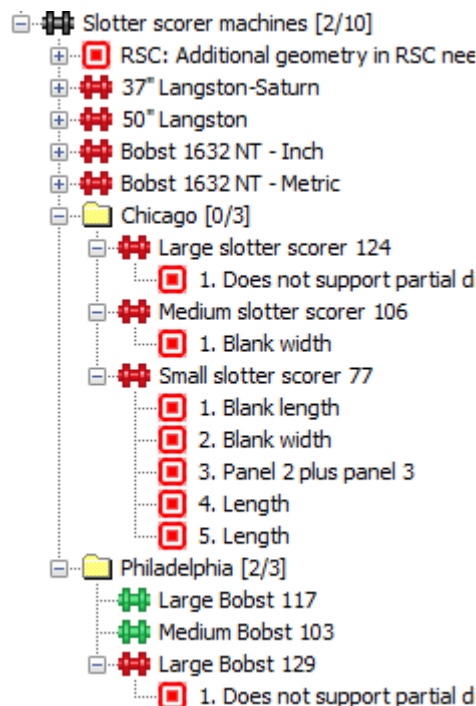 Slotter scorer machines [2/10]
RSC: Additional geometry in RSC nee
37" Langston-Saturn
50" Langston
Bobst 1632 NT - Inch
Bobst 1632 NT - Metric
Chicago [0/3]
Large slotter scorer 124
1. Does not support partial d
Medium slotter scorer 106
1. Blank width
Small slotter scorer 77
1. Blank length
2. Blank width
3. Panel 2 plus panel 3
4. Length
5. Length
Philadelphia [2/3]
Large Bobst 117
Medium Bobst 103
Large Bobst 129
1. Does not support partial d